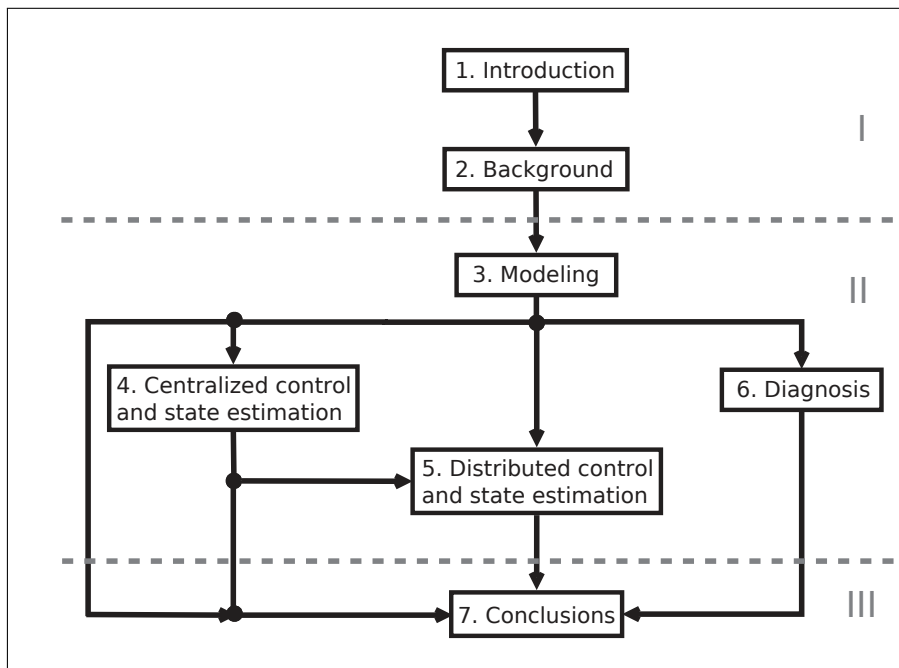 1. Introduction
I
2. Background
3. Modeling
II
4. Centralized control
and state estimation
6. Diagnosis
5. Distributed control
and state estimation
7. Conclusions
III